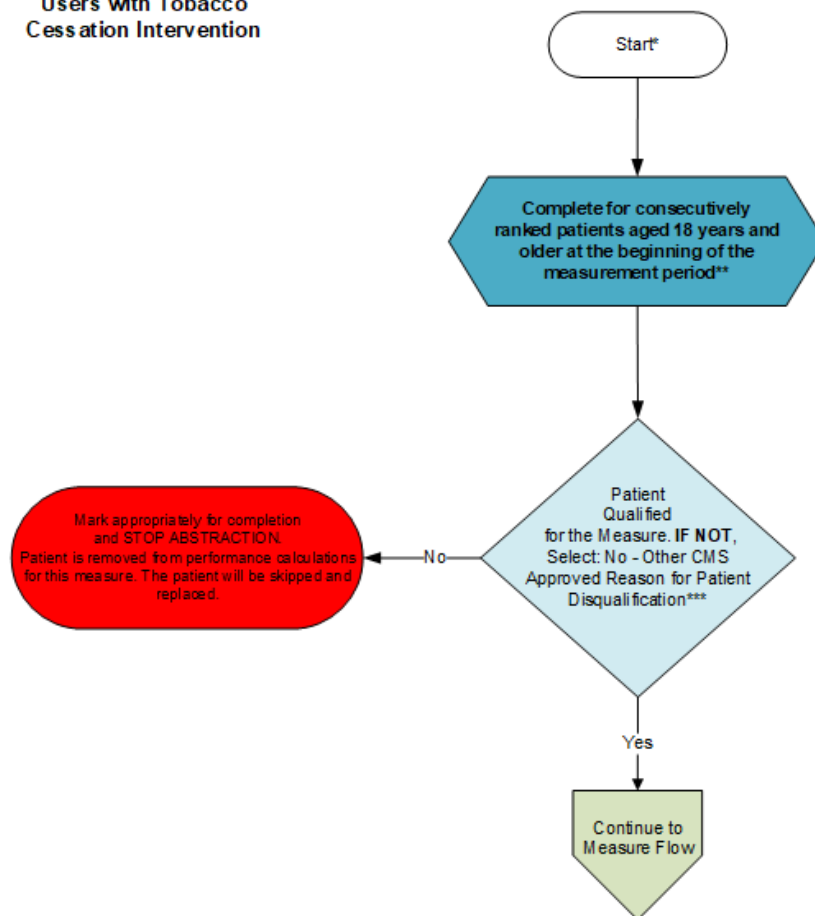 Users with Tobacco
Cessation Intervention
Start*
Complete for consecutively
ranked patients aged 18 years and
older at the beginning of the
measurement period**
Patient
Qualified
for the Measure. IF NOT,
Select: No - Other CMS
Approved Reason for Patient
Disqualification***
No
Mark appropriately for completion
and STOP ABSTRACTION.
Patient is removed from performance calculations
for this measure. The patient will be skipped and
replaced.
Yes
Continue to
Measure Flow